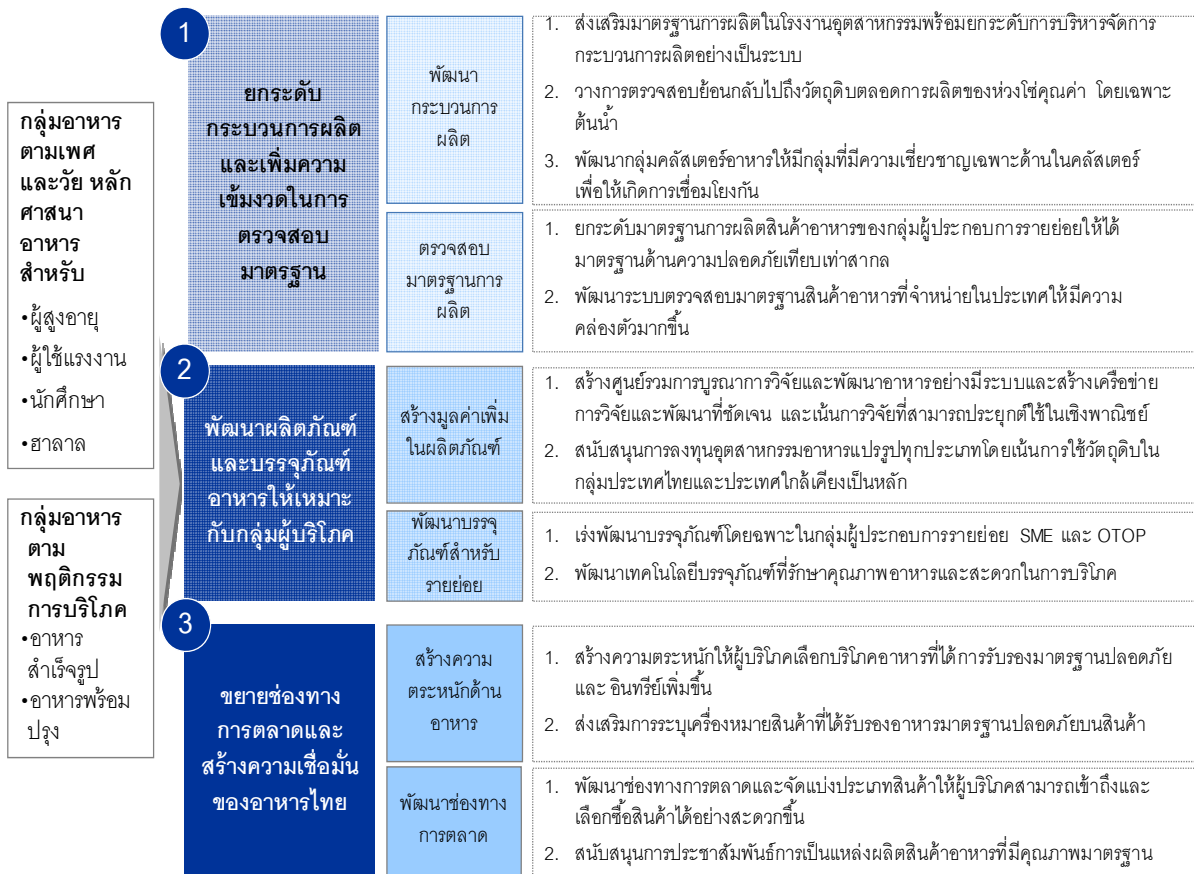 กลุ่มอาหาร
ตามเพศ
และวัย หลัก
ศาสนา
อาหาร
สำหรับ
•ผู้สูงอายุ
•ผู้ใช้แรงงาน
•นักศึกษา
•ฮาลาล
กลุ่มอาหาร
ตาม
พฤติกรรม
การบริโภค
•อาหาร
สำเร็จรูป
•อาหารพร้อม
ปรุง
1
ยกระดับ
กระบวนการผลิต
และเพิ่มความ
เข้มงวดในการ
ตรวจสอบ
มาตรฐาน
พัฒนา
กระบวนการ
ผลิต
1. ส่งเสริมมาตรฐานการผลิตในโรงงานอุตสาหกรรมพร้อมยกระดับการบริหารจัดการ
กระบวนการผลิตอย่างเป็นระบบ
2. วางการตรวจสอบย้อนกลับไปถึงวัตถุดิบตลอดการผลิตของห่วงโซ่คุณค่า โดยเฉพาะ
ต้นน้ำ
3. พัฒนากลุ่มคลัสเตอร์อาหารให้มีกลุ่มที่มีความเชี่ยวชาญเฉพาะด้านในคลัสเตอร์
เพื่อให้เกิดการเชื่อมโยงกัน
ตรวจสอบ
มาตรฐานการ
ผลิต
1. ยกระดับมาตรฐานการผลิตสินค้าอาหารของกลุ่มผู้ประกอบการรายย่อยให้ได้
มาตรฐานด้านความปลอดภัยเทียบเท่าสากล
2. พัฒนาระบบตรวจสอบมาตรฐานสินค้าอาหารที่จำหน่ายในประเทศให้มีความ
คล่องตัวมากขึ้น
2
พัฒนาผลิตภัณฑ์
และบรรจุภัณฑ์
อาหารให้เหมาะ
กับกลุ่มผู้บริโภค
สร้างมูลค่าเพิ่ม
ในผลิตภัณฑ์
1. สร้างศูนย์รวมการบูรณาการวิจัยและพัฒนาอาหารอย่างมีระบบและสร้างเครือข่าย
การวิจัยและพัฒนาที่ชัดเจน และเน้นการวิจัยที่สามารถประยุกต์ใช้ในเชิงพาณิชย์
2. สนับสนุนการลงทุนอุตสาหกรรมอาหารแปรรูปทุกประเภทโดยเน้นการใช้วัตถุดิบใน
กลุ่มประเทศไทยและประเทศใกล้เคียงเป็นหลัก
พัฒนาบรรจุ
ภัณฑ์สำหรับ
รายย่อย
1. เร่งพัฒนาบรรจุภัณฑ์โดยเฉพาะในกลุ่มผู้ประกอบการรายย่อย SME และ OTOP
2. พัฒนาเทคโนโลยีบรรจุภัณฑ์ที่รักษาคุณภาพอาหารและสะดวกในการบริโภค
3
ขยายช่องทาง
การตลาดและ
สร้างความเชื่อมั่น
ของอาหารไทย
สร้างความ
ตระหนักด้าน
อาหาร
1. สร้างความตระหนักให้ผู้บริโภคเลือกบริโภคอาหารที่ได้การรับรองมาตรฐานปลอดภัย
และ อินทรีย์เพิ่มขึ้น
2. ส่งเสริมการระบุเครื่องหมายสินค้าที่ได้รับรองอาหารมาตรฐานปลอดภัยบนสินค้า
พัฒนาช่องทาง
การตลาด
1. พัฒนาช่องทางการตลาดและจัดแบ่งประเภทสินค้าให้ผู้บริโภคสามารถเข้าถึงและ
เลือกซื้อสินค้าได้อย่างสะดวกขึ้น
2. สนับสนุนการประชาสัมพันธ์การเป็นแหล่งผลิตสินค้าอาหารที่มีคุณภาพมาตรฐาน